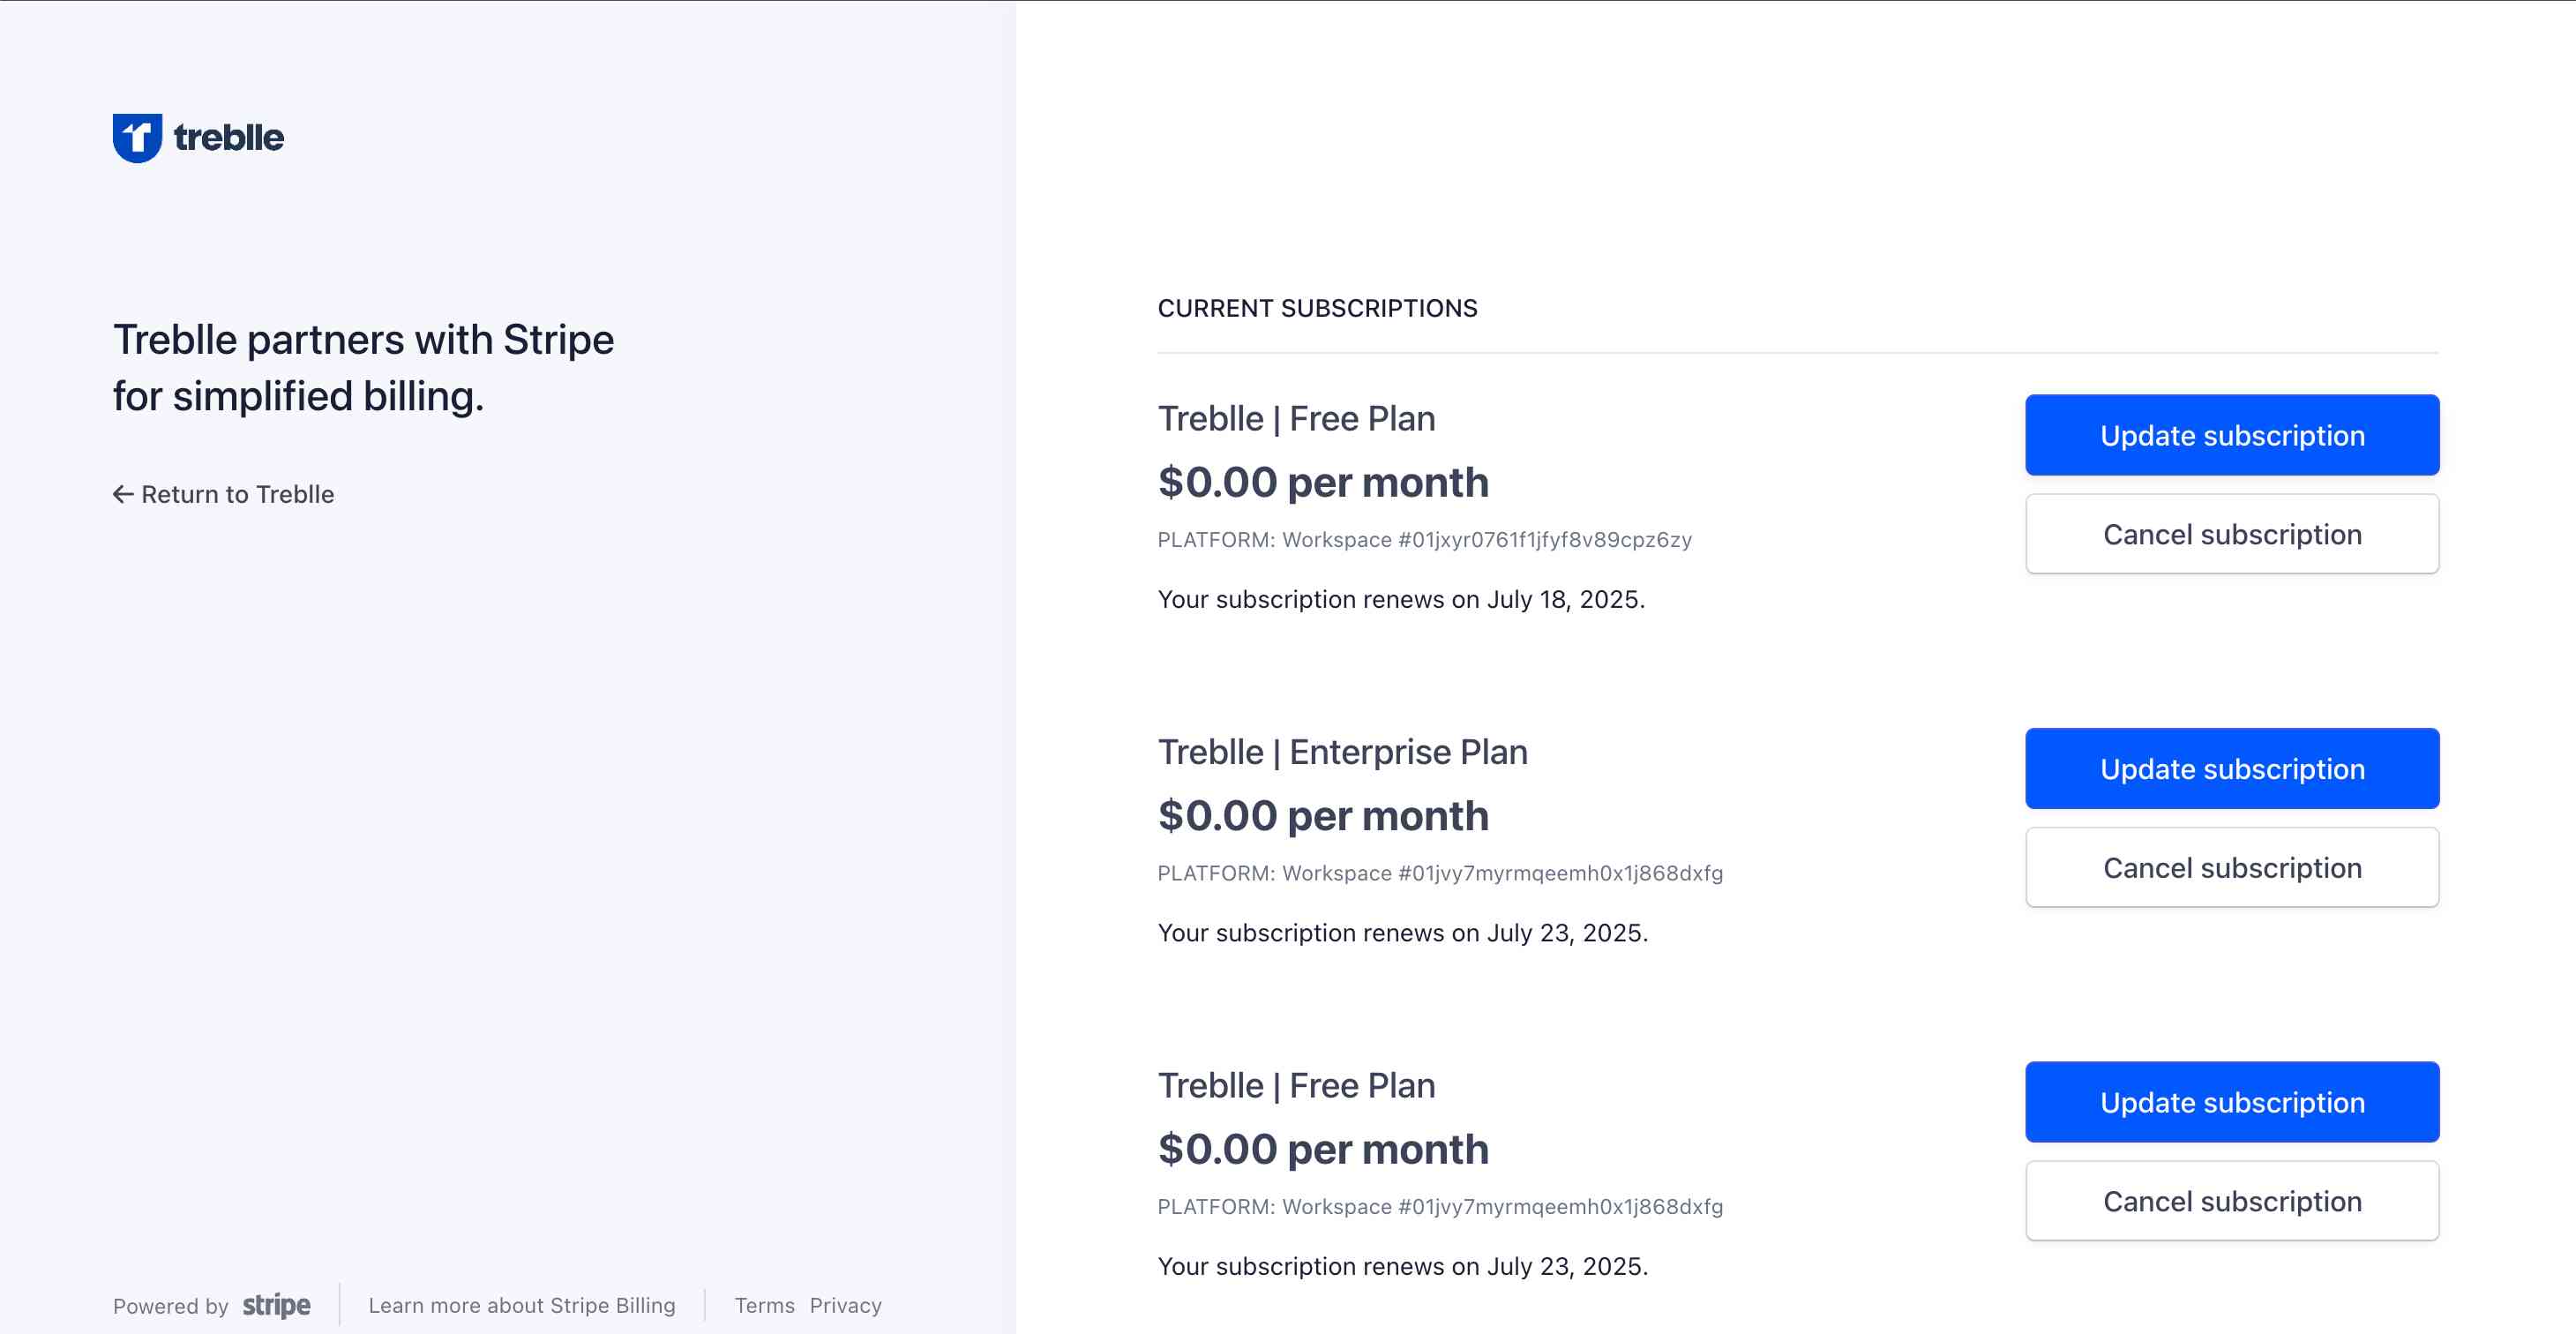 treblle
Treblle partners with Stripe
for simplified billing.
← Return to Treblle
Powered by stripe
Learn more about Stripe Billing
Terms Privacy
CURRENT SUBSCRIPTIONS
Treblle | Free Plan
$0.00 per month
PLATFORM: Workspace #01jxyr0761f1jfyf8v89cpz6zy
Your subscription renews on July 18, 2025.
Update subscription
Cancel subscription
Treblle | Enterprise Plan
$0.00 per month
PLATFORM: Workspace #01jvy7myrmqeemh0x1j868dxfg
Your subscription renews on July 23, 2025.
Update subscription
Cancel subscription
Treblle | Free Plan
$0.00 per month
PLATFORM: Workspace #01jvy7myrmqeemh0x1j868dxfg
Your subscription renews on July 23, 2025.
Update subscription
Cancel subscription